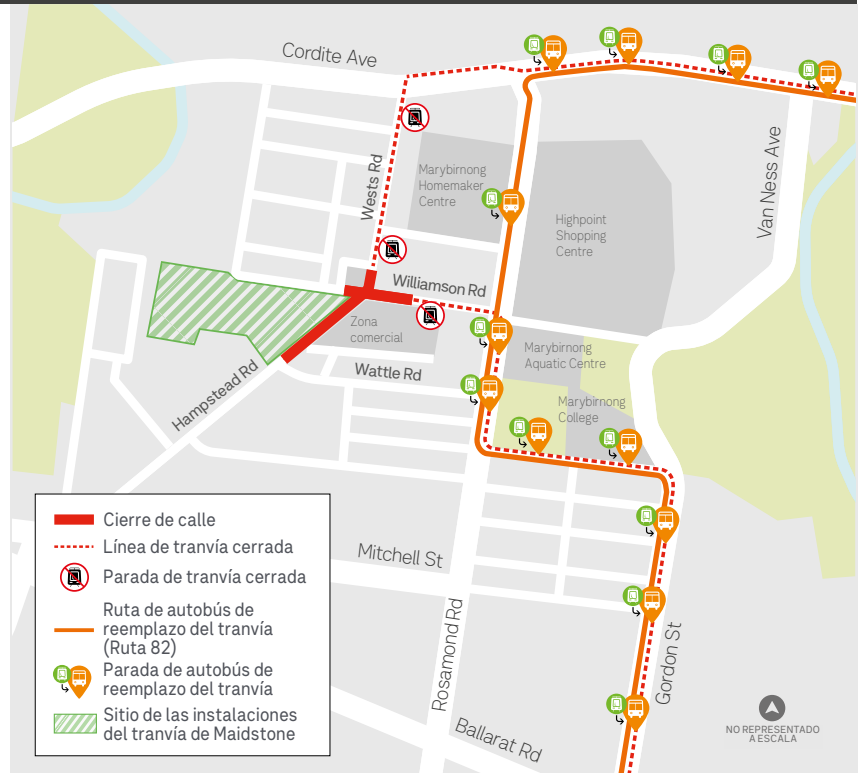 Cordite Ave
Wests Rd
Marybirnong
Homemaker
Centre
Highpoint
Shopping
Centre
Van Ness Ave
Williamson Rd
Zona
comercial
Marybirnong
Aquatic Centre
Wattle Rd
Hampstead Rd
Marybirnong
College
Mitchell St
Rosamond Rd
Gordon St
Ballarat Rd
Cierre de calle
Línea de tranvía cerrada
Parada de tranvía cerrada
Ruta de autobús de
reemplazo del tranvía
(Ruta 82)
Parada de autobús de
reemplazo del tranvía
Sitio de las instalaciones
del tranvía de Maidstone
NO REPRESENTADO
A ESCALA